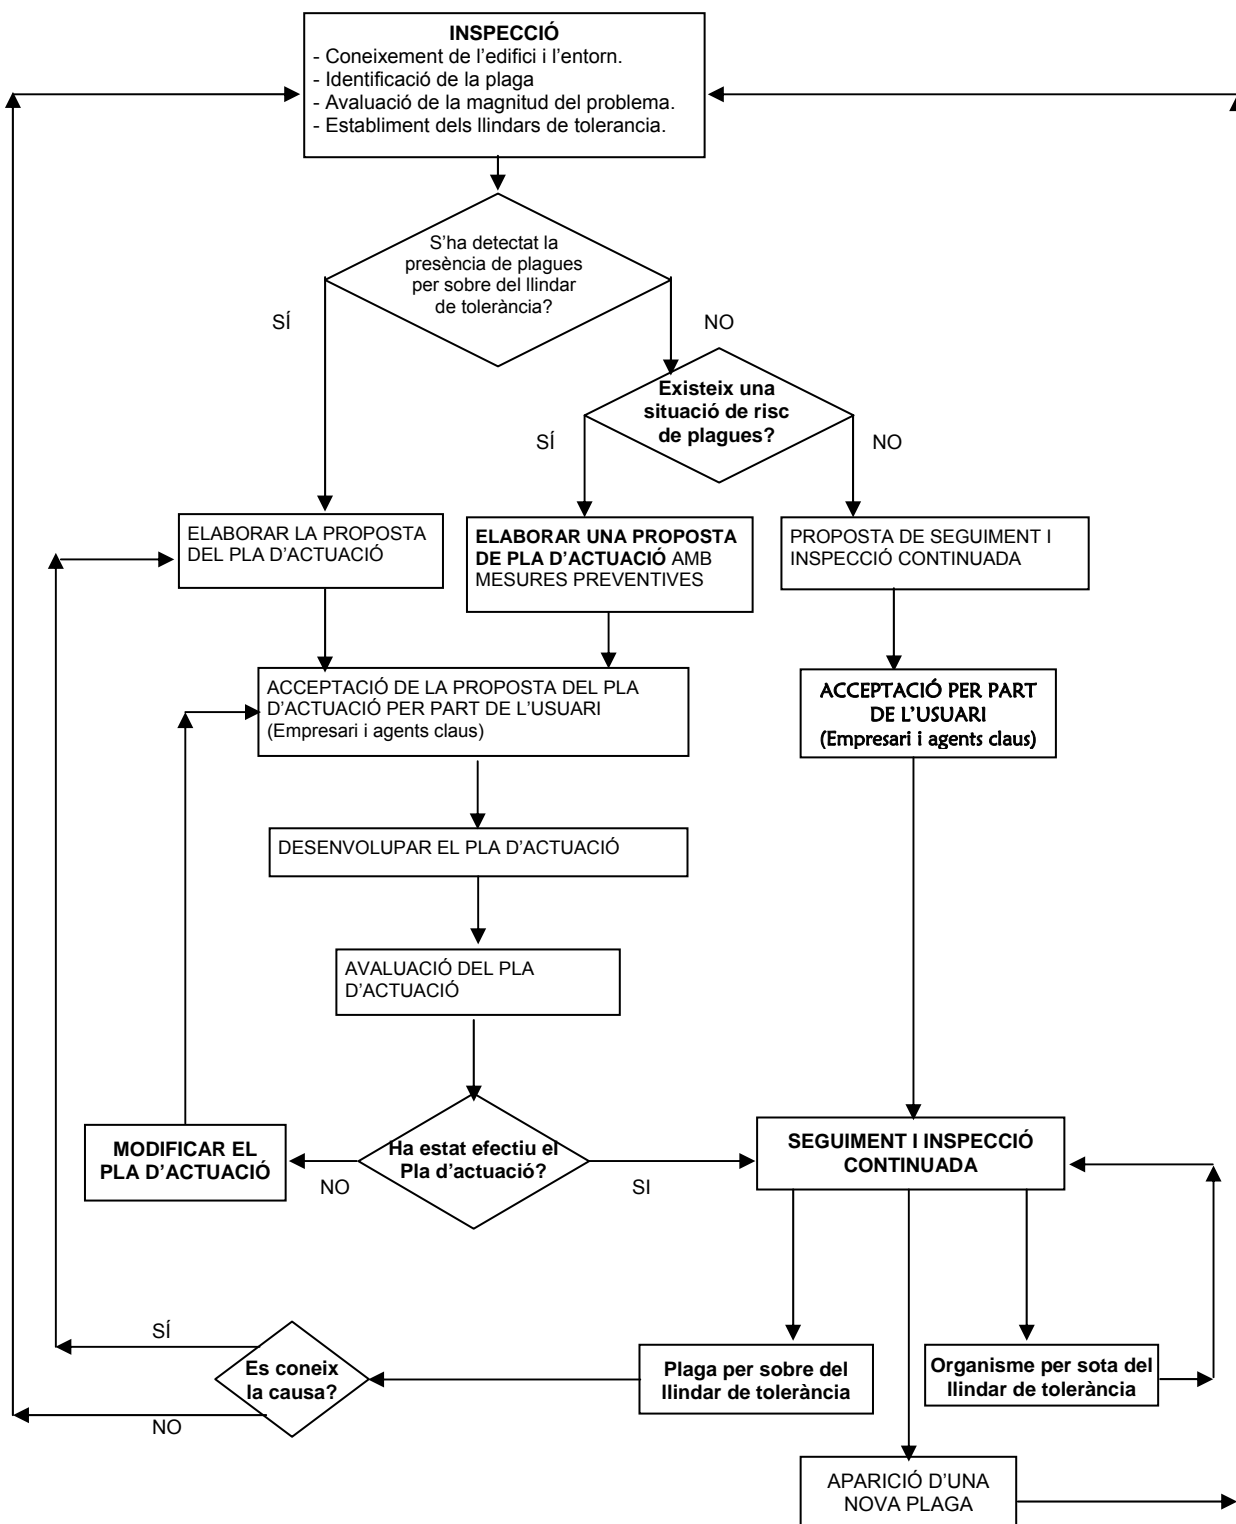 INSPECCIÓ
- Coneixement de l'edifici i l'entorn.
- Identificació de la plaga
- Avaluació de la magnitud del problema.
- Establiment dels llindars de tolerancia.
S'ha detectat la
presència de plagues
per sobre del llindar
de tolerància?
SÍ
NO
Existeix una
situació de risc
de plagues?
SÍ
NO
ELABORAR LA PROPOSTA
DEL PLA D'ACTUACIÓ
ELABORAR UNA PROPOSTA
DE PLA D'ACTUACIÓ AMB
MESURES PREVENTIVES
PROPOSTA DE SEGUIMENT I
INSPECCIÓ CONTINUADA
ACCEPTACIÓ DE LA PROPOSTA DEL PLA
D'ACTUACIÓ PER PART DE L'USUARI
(Empresari i agents claus)
ACCEPTACIÓ PER PART
DE L'USUARI
(Empresari i agents claus)
DESENVOLUPAR EL PLA D'ACTUACIÓ
AVALUACIÓ DEL PLA
D'ACTUACIÓ
MODIFICAR EL
PLA D'ACTUACIÓ
NO
Ha estat efectiu el
Pla d'actuació?
SI
SEGUIMENT I INSPECCIÓ
CONTINUADA
SÍ
Es coneix
la causa?
NO
Plaga per sobre del
llindar de tolerància
Organisme per sota del
llindar de tolerància
APARICIÓ D'UNA
NOVA PLAGA